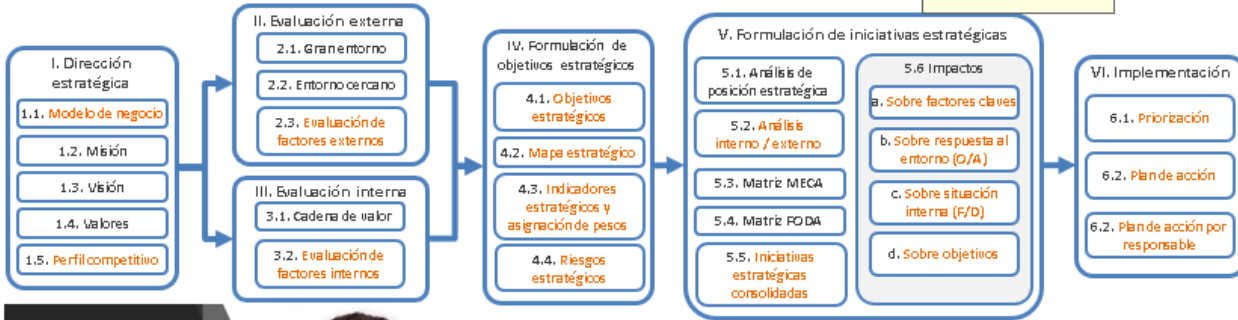 I. Dirección
estratégica
1.1. Modelo de negocio
1.2. Misión
1.3. Visión
1.4. Valores
1.5. Perfil competitivo
II. Evaluación externa
2.1. Gran entorno
2.2. Entorno cercano
2.3. Evaluación de
factores externos
III. Evaluación interna
3.1. Cadena de valor
3.2. Evaluación de
factores internos
IV. Formulación de
objetivos estratégicos
4.1. Objetivos
estratégicos
4.2. Mapa estratégico
4.3. Indicadores
estratégicos y
asignación de pesos
4.4. Riesgos
estratégicos
V. Formulación de iniciativas estratégicas
5.1. Análisis de
posición estratégica
5.2. Análisis
interno / externo
5.3. Matriz MECA
5.4. Matriz FODA
5.5. Iniciativas
estratégicas
consolidadas
5.6 Impactos
a. Sobre factores claves
b. Sobre respuesta al
entorno (O/A)
c. Sobre situación
interna (F/D)
d. Sobre objetivos
VI. Implementación
6.1. Priorización
6.2. Plan de acción
6.2. Plan de acción por
responsable